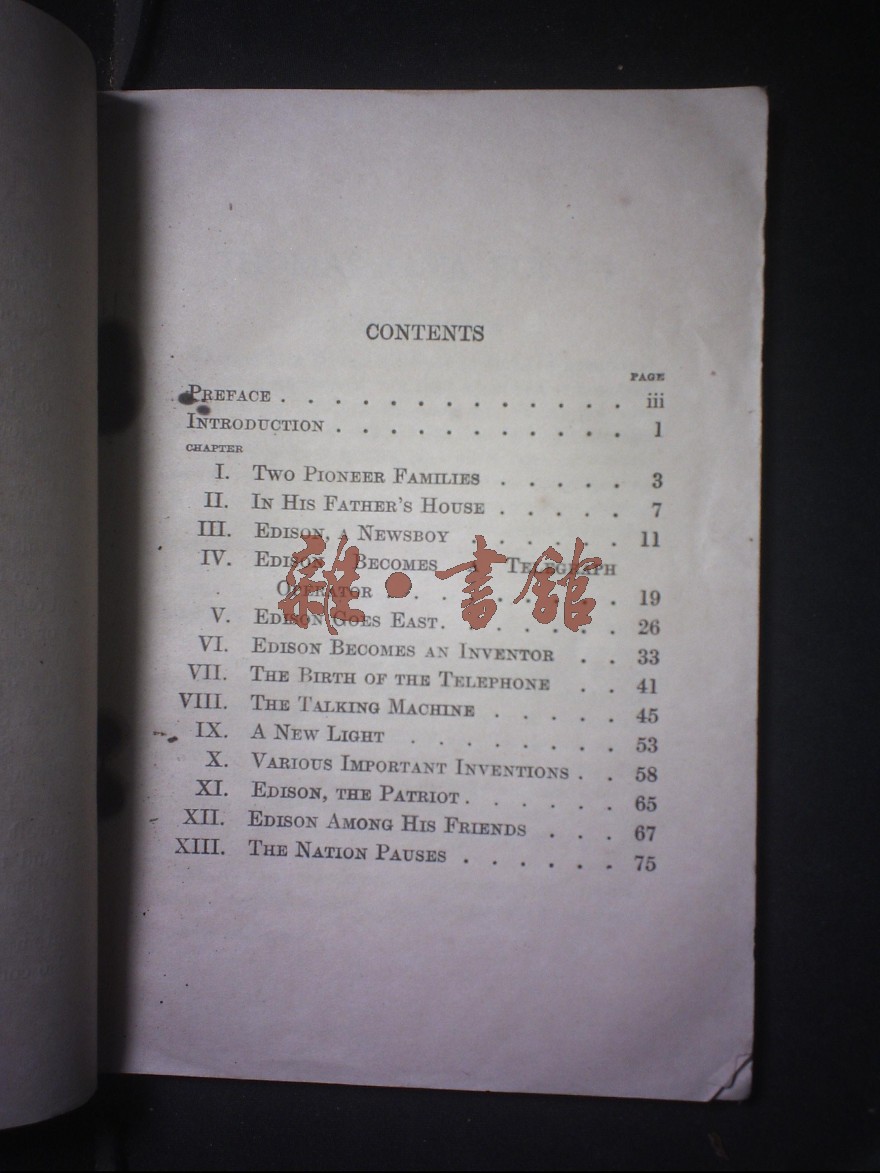 CONTENTS
PAGE
PREFACE . . . . . . . . . . . . . iii
INTRODUCTION . . . . . . . . . . . 1
CHAPTER
I. TWO PIONEER FAMILIES . . . . . 3
II. IN HIS FATHER'S HOUSE . . . . . 7
III. EDISON, A NEWSBOY . . . . . . 11
IV. EDISON BECOMES A TELEGRAPH
OPERATOR . . . . . . . . 19
V. EDISON GOES EAST. . . . . . . 26
VI. EDISON BECOMES AN INVENTOR . . 33
VII. THE BIRTH OF THE TELEPHONE . . 41
VIII. THE TALKING MACHINE . . . . . 45
IX. A NEW LIGHT . . . . . . . . 53
X. VARIOUS IMPORTANT INVENTIONS . . 58
XI. EDISON, THE PATRIOT . . . . . . 65
XII. EDISON AMONG HIS FRIENDS . . . 67
XIII. THE NATION PAUSES . . . . . . 75
雜·書館